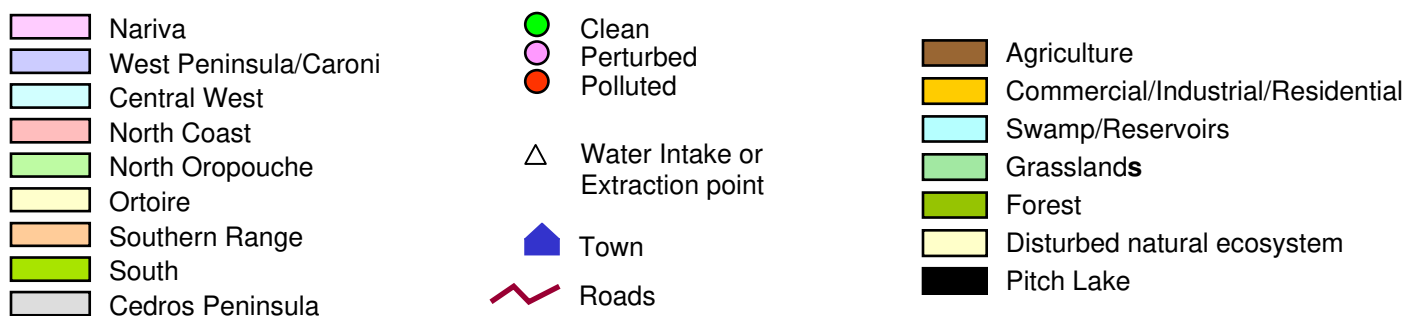 Nariva
West Peninsula/Caroni
Central West
North Coast
North Oropouche
Ortoire
Southern Range
South
Cedros Peninsula
Clean
Perturbed
Polluted
Water Intake or
Extraction point
Town
Roads
Agriculture
Commercial/Industrial/Residential
Swamp/Reservoirs
Grasslands
Forest
Disturbed natural ecosystem
Pitch Lake